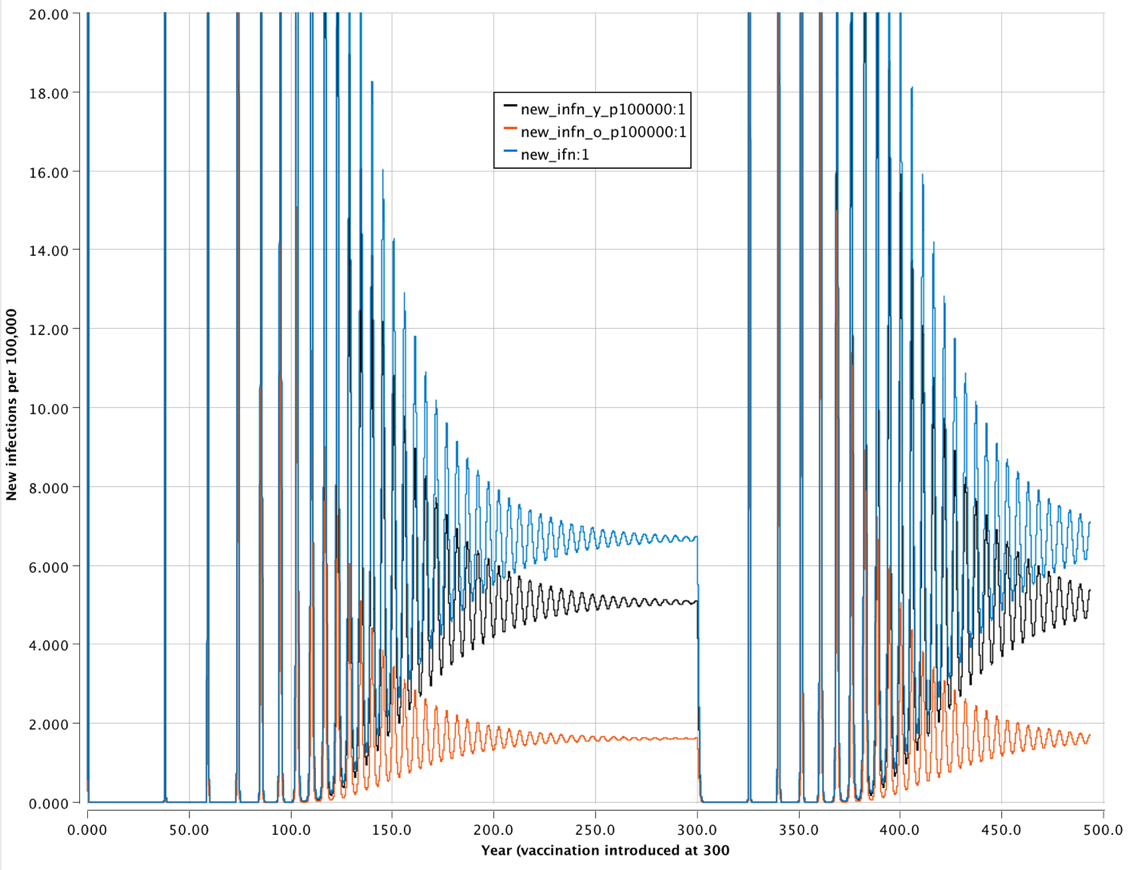 20.00
18.00
16.00
14.00
12.00
10.00
8.000
6.000
4.000
2.000
0.000
New infections per 100,000
new_infn_y_p100000:1
new_infn_o_p100000:1
new_ifn:1
0.000 50.00 100.0 150.0 200.0 250.0 300.0 350.0 400.0 450.0 500.0
Year (vaccination introduced at 300